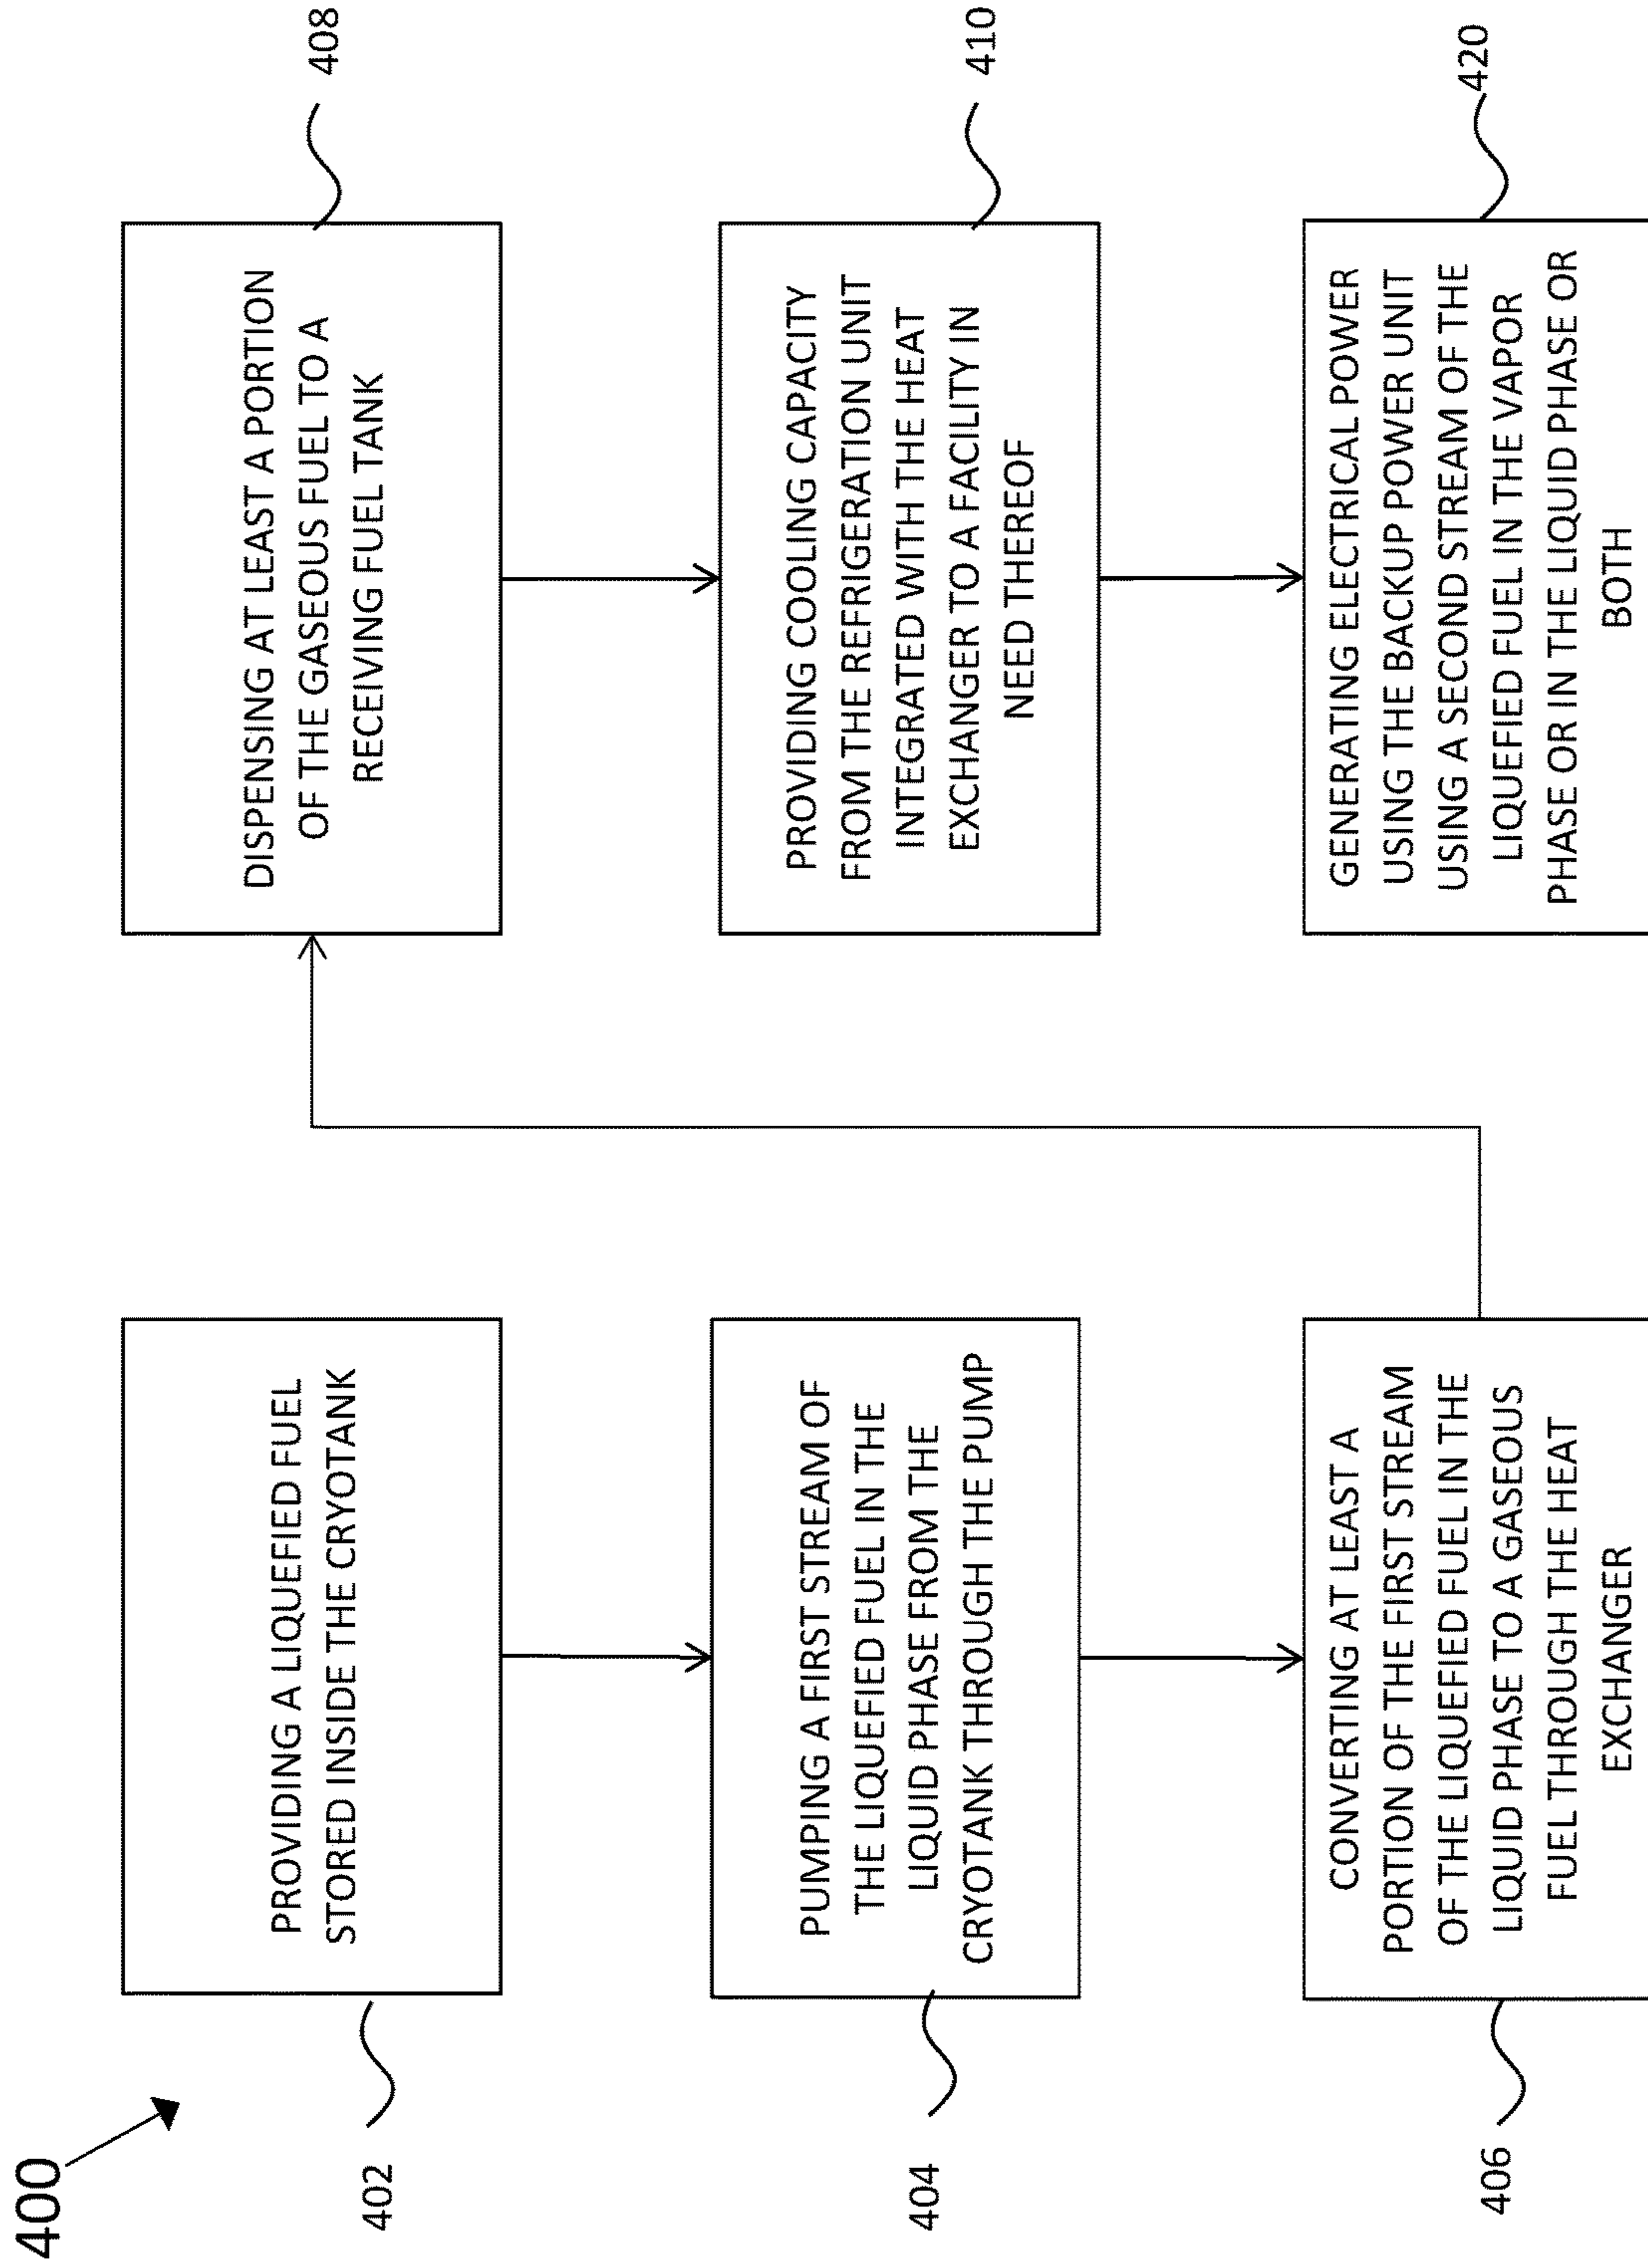 400
402
PROVIDING A LIQUEFIED FUEL
STORED INSIDE THE CRYOTANK
404
PUMPING A FIRST STREAM OF
THE LIQUEFIED FUEL IN THE
LIQUID PHASE FROM THE
CRYOTANK THROUGH THE PUMP
406
CONVERTING AT LEAST A
PORTION OF THE FIRST STREAM
OF THE LIQUEFIED FUEL IN THE
LIQUID PHASE TO A GASEOUS
FUEL THROUGH THE HEAT
EXCHANGER
408
DISPENSING AT LEAST A PORTION
OF THE GASEOUS FUEL TO A
RECEIVING FUEL TANK
410
PROVIDING COOLING CAPACITY
FROM THE REFRIGERATION UNIT
INTEGRATED WITH THE HEAT
EXCHANGER TO A FACILITY IN
NEED THEREOF
420
GENERATING ELECTRICAL POWER
USING THE BACKUP POWER UNIT
USING A SECOND STREAM OF THE
LIQUEFIED FUEL IN THE VAPOR
PHASE OR IN THE LIQUID PHASE OR
BOTH